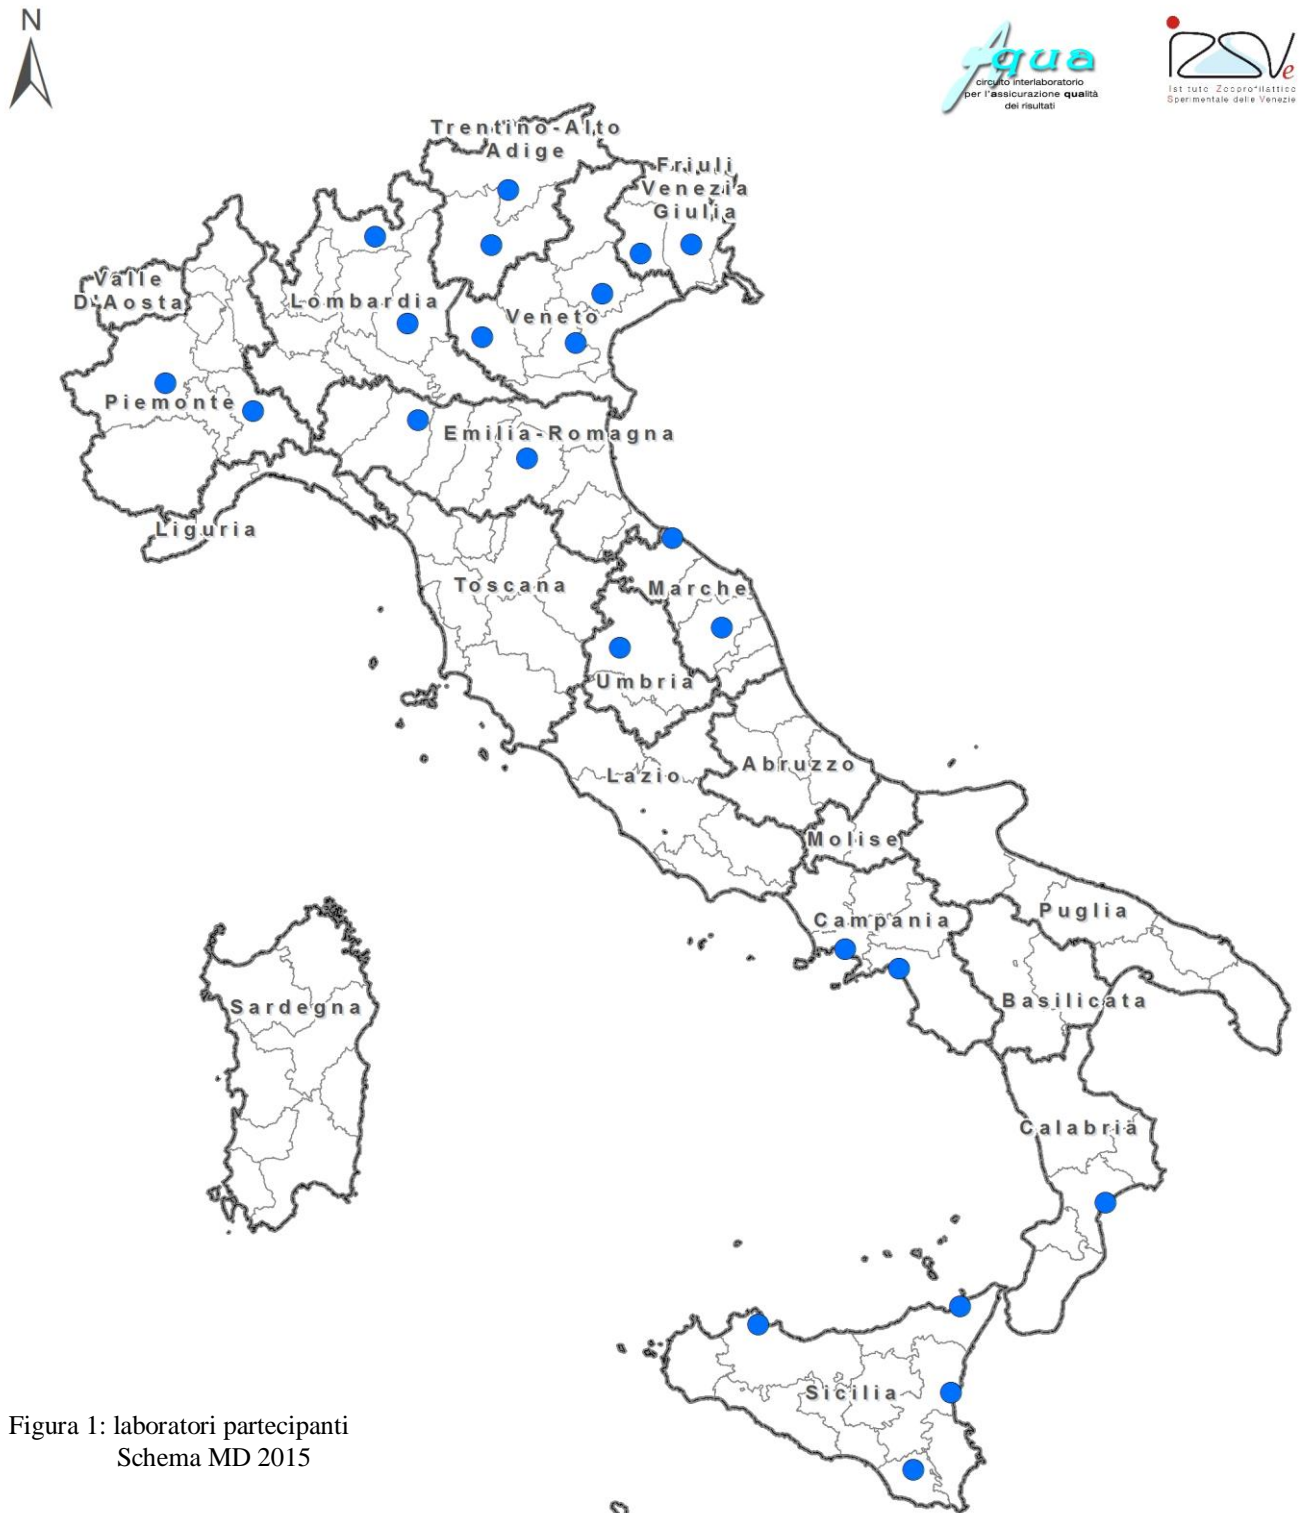 N
Aqua
circuito interlaboratorio
per l'assicurazione qualità
dei risultati
IZSVe
Istituto Zooprofilattico
Sperimentale delle Venezie
Trentino-Alto
Adige
Friuli
Venezia
Giulia
Valle
D'Aosta
Lombardia
Veneto
Piemonte
Emilia-Romagna
Liguria
Toscana
Marche
Umbria
Lazio
Abruzzo
Molise
Campania
Puglia
Basilicata
Sardegna
Calabria
Sicilia
Figura 1: laboratori partecipanti
Schema MD 2015